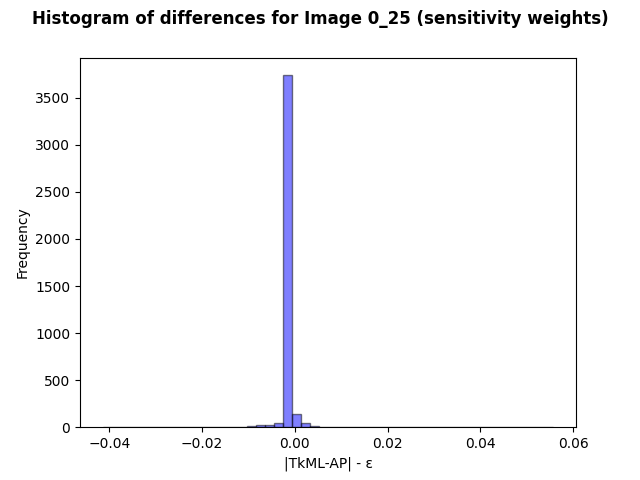 Histogram of differences for Image 0_25 (sensitivity weights)
3500
3000
2500
2000
1500
1000
500
0
Frequency
−0.04 −0.02 0.00 0.02 0.04 0.06
|TkML-AP| - ε